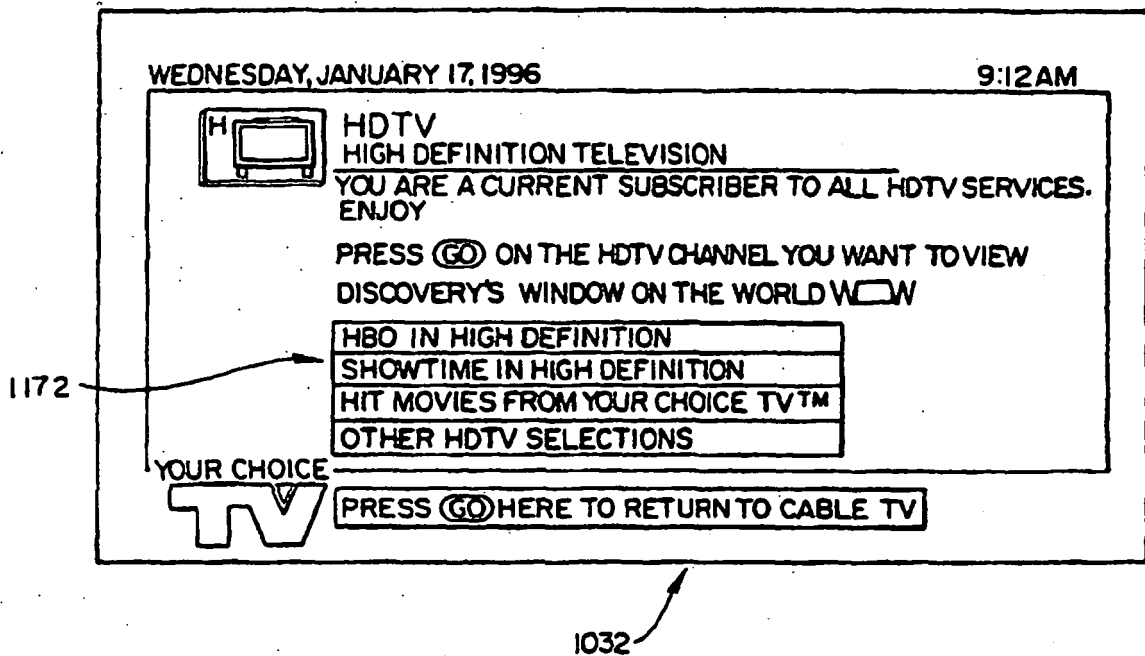 WEDNESDAY, JANUARY 17, 1996 9:12AM
H
HDTV
HIGH DEFINITION TELEVISION
YOU ARE A CURRENT SUBSCRIBER TO ALL HDTV SERVICES.
ENJOY
PRESS GO ON THE HDTV CHANNEL YOU WANT TO VIEW
DISCOVERY'S WINDOW ON THE WORLD WOW
HBO IN HIGH DEFINITION
SHOWTIME IN HIGH DEFINITION
HIT MOVIES FROM YOUR CHOICE TV™
OTHER HDTV SELECTIONS
1172
YOUR CHOICE
TV
PRESS GO HERE TO RETURN TO CABLE TV
1032